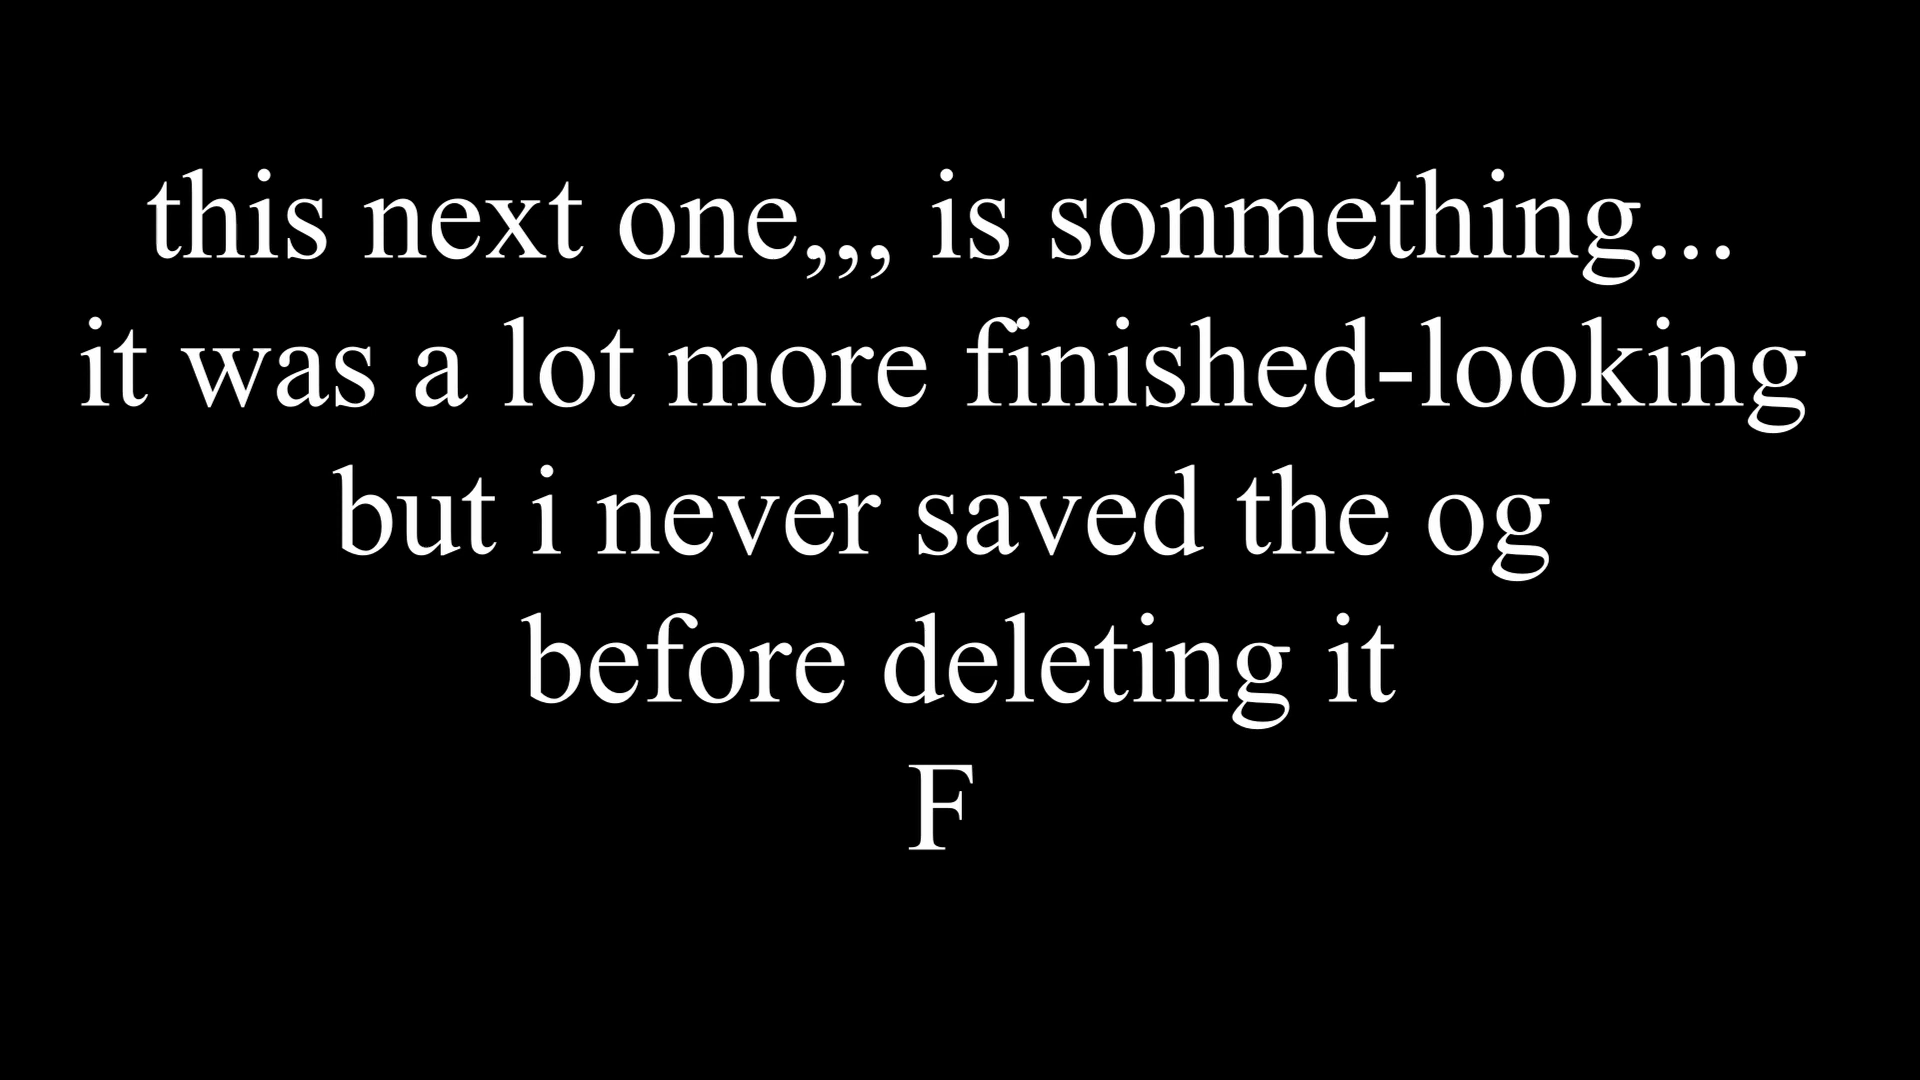 this next one,,, is sonmething...
it was a lot more finished-looking
but i never saved the og
before deleting it
F